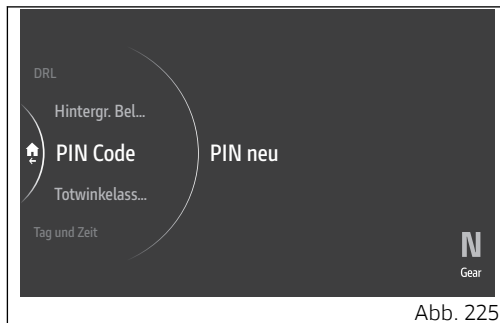 DRL
Hintergr. Bel...
PIN Code
PIN neu
Totwinkelass...
Tag und Zeit
N
Gear
Abb. 225